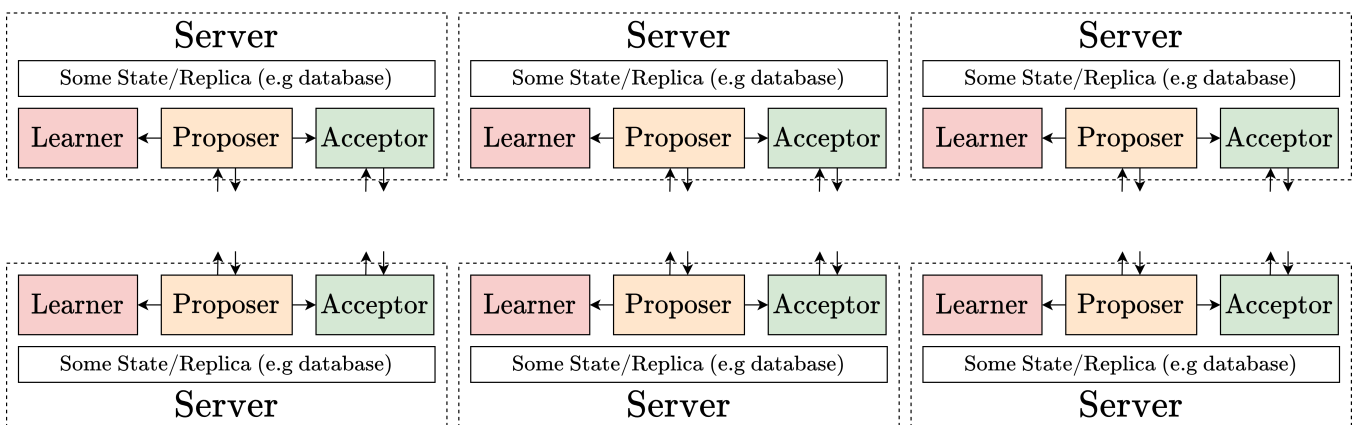 Server Server Server
Some State/Replica (e.g database) Some State/Replica (e.g database) Some State/Replica (e.g database)
Learner Proposer Acceptor Learner Proposer Acceptor Learner Proposer Acceptor
Learner Proposer Acceptor Learner Proposer Acceptor Learner Proposer Acceptor
Some State/Replica (e.g database) Some State/Replica (e.g database) Some State/Replica (e.g database)
Server Server Server